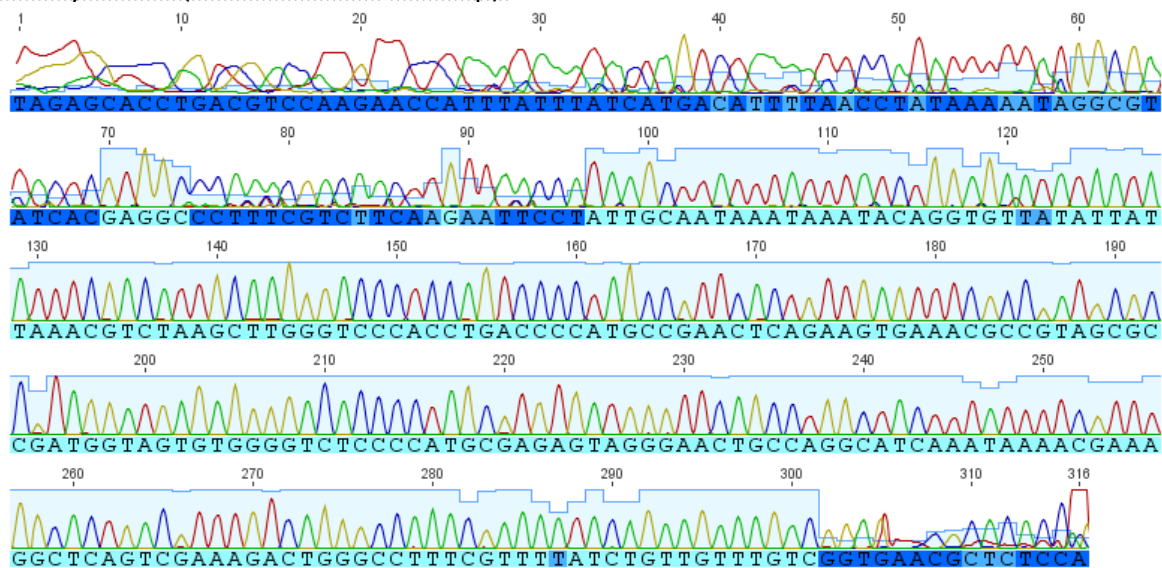 1 10 20 30 40 50 60
TAGAGCACCTGACGTCCAAGAACCATTTATTTATCATGACATTTTAACCTATAAAAATAGGCGT
70 80 90 100 110 120
ATCACGAGGCCCTTTCGTCTTCAAGAATTCCTATTGCAATAAATAAATACAGGTGTTATATTAT
130 140 150 160 170 180 190
TAAACGTCTAAGCTTGGGTCCCACCTGACCCCATGCCGAACTCAGAAGTGAAACGCCGTAGCGC
200 210 220 230 240 250
CGATGGTAGTGTGGGGTCTCCCCATGCGAGAGTAGGGAACTGCCAGGCATCAAATAAAACGAAA
260 270 280 290 300 310 316
GGCTCAGTCGAAAGACTGGGCCTTTCGTTTTATCTGTTGTTTGTCGGTGAACGCTCTCCA